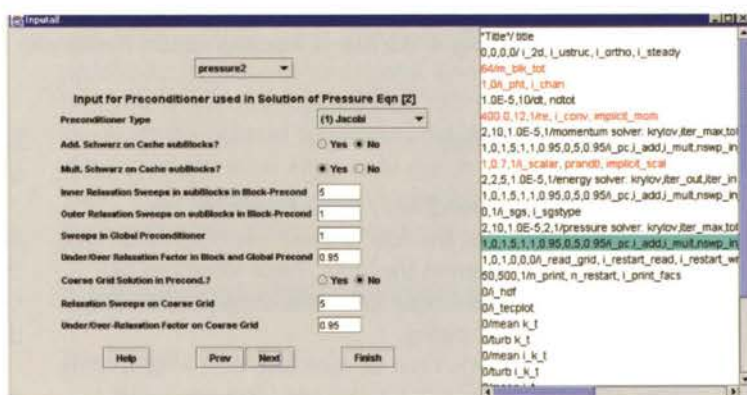 Inputall
pressure2
Input for Preconditioner used in Solution of Pressure Eqn [2]
Preconditioner Type
(1) Jacobi
Add. Schwarz on Cache subBlocks?
Yes No
Mult. Schwarz on Cache subBlocks?
Yes No
Inner Relaxation Sweeps in subBlocks in Block-Precond
5
Outer Relaxation Sweeps on subBlocks in Block-Precond
1
Sweeps in Global Preconditioner
1
Under/Over Relaxation Factor in Block and Global Precond
0.95
Coarse Grid Solution in Precond.?
Yes No
Relaxation Sweeps on Coarse Grid
5
Under/Over-Relaxation Factor on Coarse Grid
0.95
Help Prev Next Finish
"Title"/ title
0,0,0,0/ i_2d, i_ustruc, i_ortho, i_steady
64/m_blk_tot
1,0/i_pht, i_chan
1.0E-5,10/dt, ndtot
400.0,12,1/re, i_conv, implicit_mom
2,10,1.0E-5,1/momentum solver: krylov,iter_max,tol
1,0,1,5,1,1,0.95,0,5,0.95/i_pc,i_add,i_mult,nswp_in
1,0.7,1/i_scalar, prandtl, implicit_scal
2,2,5,1.0E-5,1/energy solver: krylov,iter_out,iter_in
1,0,1,5,1,1,0.95,0,5,0.95/i_pc,i_add,i_mult,nswp_in
0,1/i_sgs, i_sgstype
2,10,1.0E-5,2,1/pressure solver: krylov,iter_max,tol
1,0,1,5,1,1,0.95,0,5,0.95/i_pc,i_add,i_mult,nswp_in
1,0,1,0,0,0/i_read_grid, i_restart_read, i_restart_wr
50,500,1/m_print, n_restart, i_print_facs
0/i_hdf
0/i_tecplot
0/mean k_t
0/turb k_t
0/mean i_k_t
0/turb i_k_t